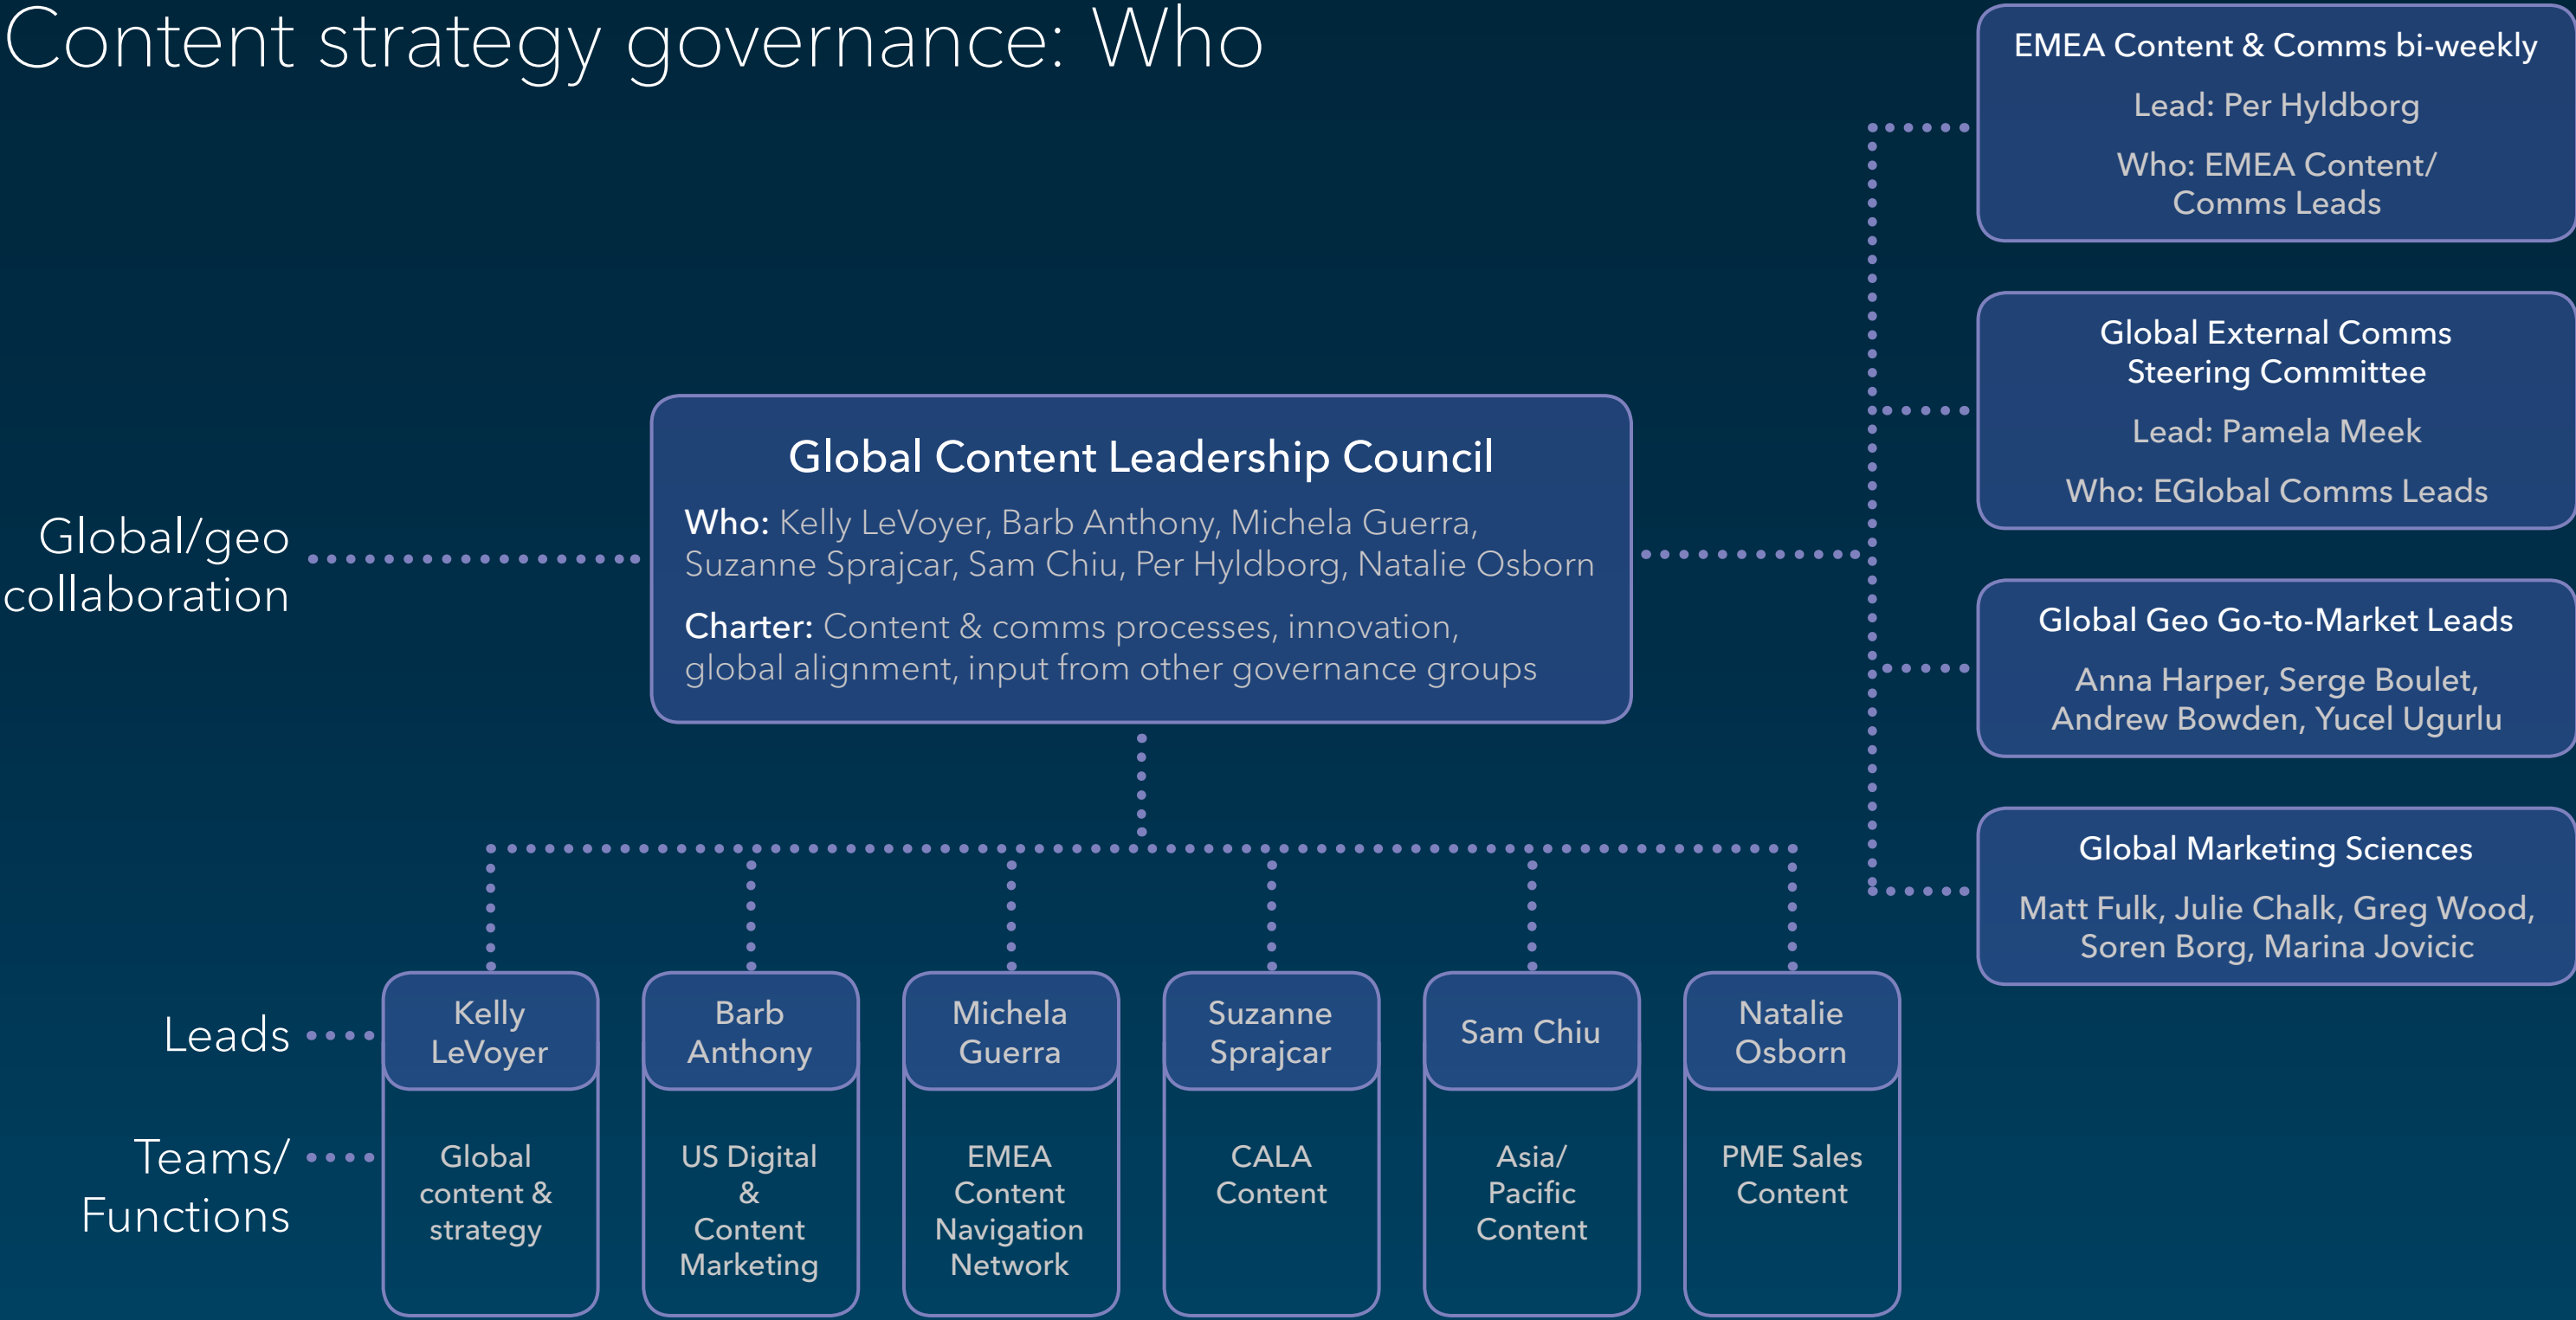 Content strategy governance: Who
EMEA Content & Comms bi-weekly
Lead: Per Hyldborg
Who: EMEA Content/
Comms Leads
Global External Comms
Steering Committee
Lead: Pamela Meek
Who: EGlobal Comms Leads
Global Geo Go-to-Market Leads
Anna Harper, Serge Boulet,
Andrew Bowden, Yucel Ugurlu
Global Marketing Sciences
Matt Fulk, Julie Chalk, Greg Wood,
Soren Borg, Marina Jovicic
Global/geo
collaboration
Global Content Leadership Council
Who: Kelly LeVoyer, Barb Anthony, Michela Guerra,
Suzanne Sprajcar, Sam Chiu, Per Hyldborg, Natalie Osborn
Charter: Content & comms processes, innovation,
global alignment, input from other governance groups
Leads
Kelly
LeVoyer
Barb
Anthony
Michela
Guerra
Suzanne
Sprajcar
Sam Chiu
Natalie
Osborn
Teams/
Functions
Global
content &
strategy
US Digital
&
Content
Marketing
EMEA
Content
Navigation
Network
CALA
Content
Asia/
Pacific
Content
PME Sales
Content